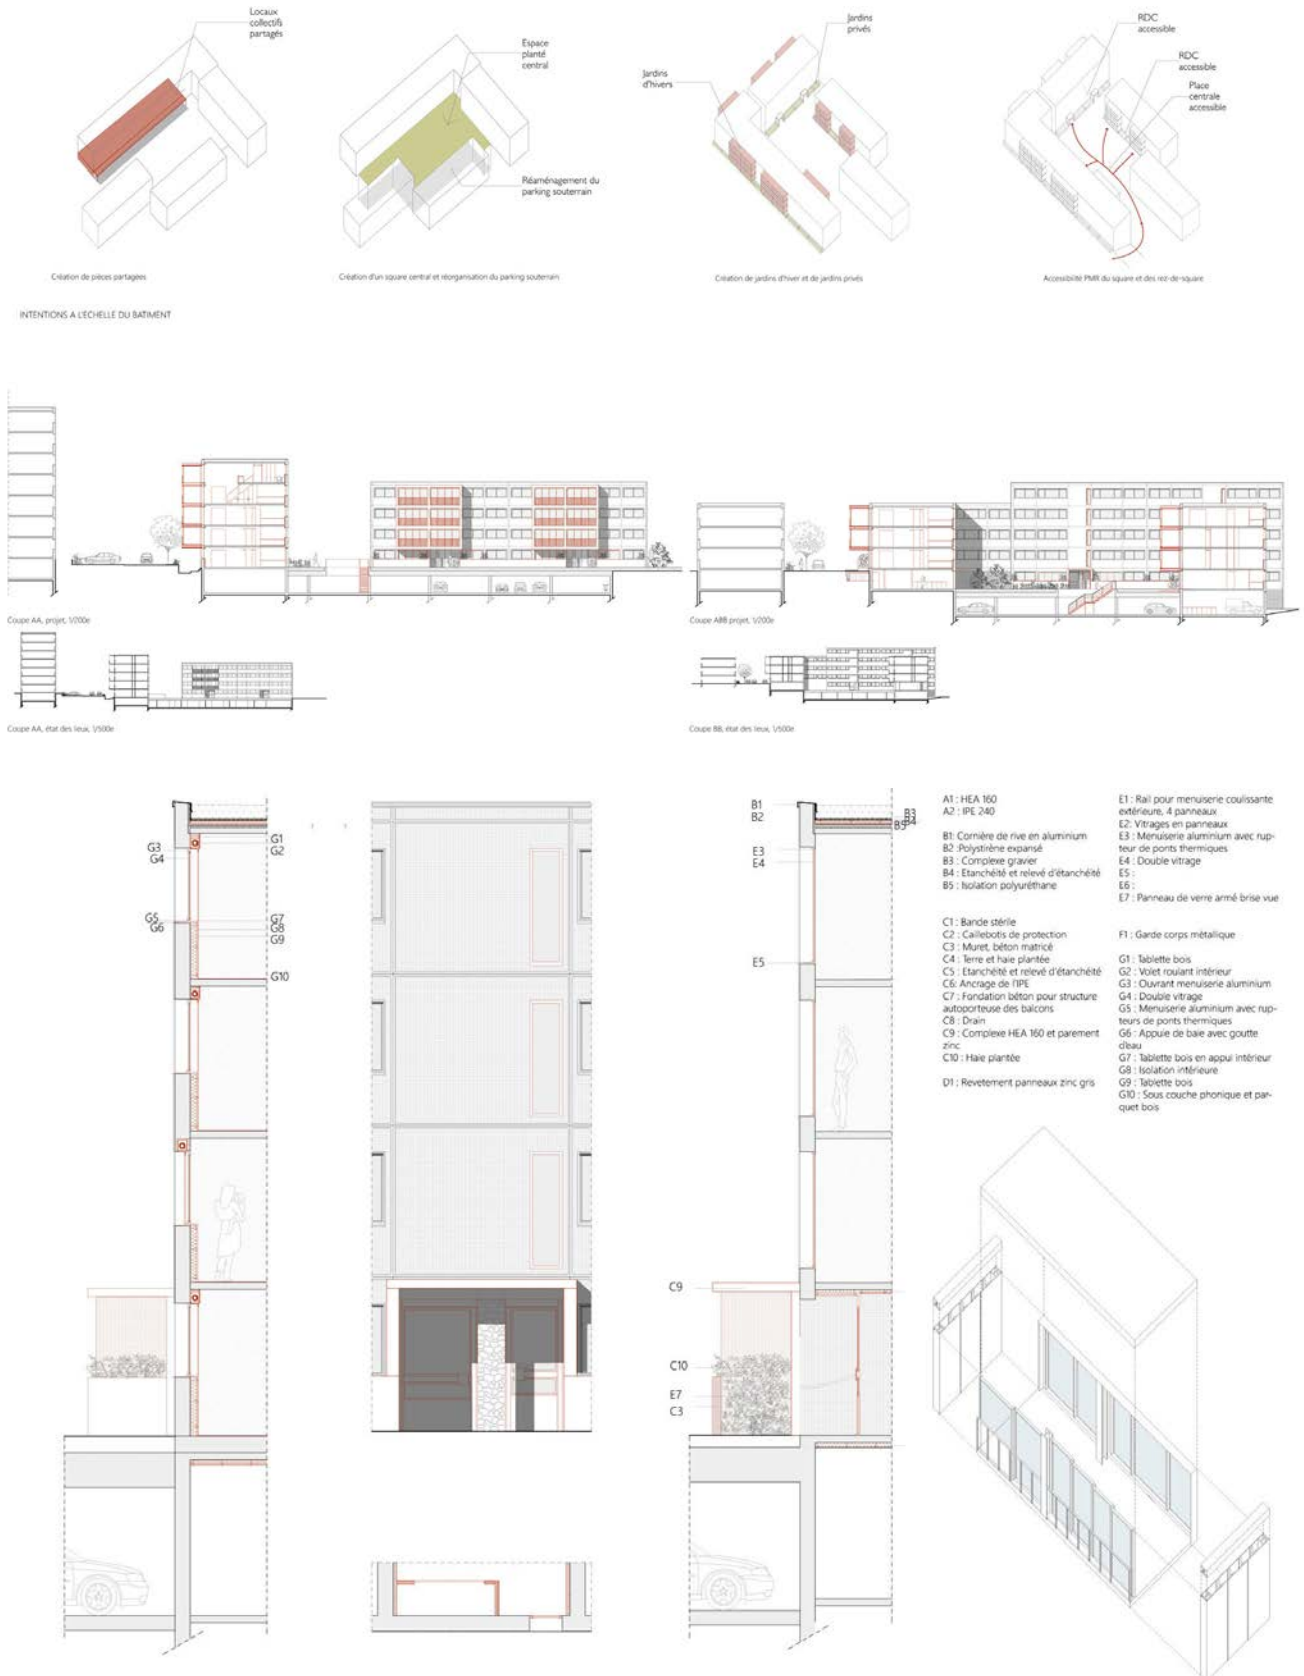 Locaux
collectifs
partagés
Espace
planté
central
Réaménagement du
parking souterrain
Jardins
privés
Jardins
d'hivers
RDC
accessible
RDC
accessible
Place
centrale
accessible
Création de pièces partagées
Création d'un square central et réorganisation du parking souterrain
Création de jardins d'hiver et de jardins privés
Accessibilité PMR du square et des rez-de-square
INTENTIONS A L'ECHELLE DU BATIMENT
Coupe AA, projet, 1/200e
Coupe ABB projet, 1/200e
Coupe AA, état des lieux, 1/500e
Coupe BB, état des lieux, 1/500e
G3
G4
G1
G2
G5
G6
G7
G8
G9
G10
B1
B2
B3
B4
B5
E3
E4
E5
C9
C10
E7
C3
A1 : HEA 160
A2 : IPE 240
B1: Cornière de rive en aluminium
B2 :Polystirène expansé
B3 : Complexe gravier
B4 : Etanchéité et relevé d'étanchéité
B5 : Isolation polyuréthane
C1 : Bande stérile
C2 : Caillebotis de protection
C3 : Muret, béton matricé
C4 : Terre et haie plantée
C5 : Etanchéité et relevé d'étanchéité
C6: Ancrage de l'IPE
C7 : Fondation béton pour structure
autoporteuse des balcons
C8 : Drain
C9 : Complexe HEA 160 et parement
zinc
C10 : Haie plantée
D1 : Revetement panneaux zinc gris
E1 : Rail pour menuiserie coulissante
extérieure, 4 panneaux
E2: Vitrages en panneaux
E3 : Menuiserie aluminium avec rup-
teur de ponts thermiques
E4 : Double vitrage
E5 :
E6 :
E7 : Panneau de verre armé brise vue
F1 : Garde corps métallique
G1 : Tablette bois
G2 : Volet roulant intérieur
G3 : Ouvrant menuiserie aluminium
G4 : Double vitrage
G5 : Menuiserie aluminium avec rup-
teurs de ponts thermiques
G6 : Appuie de baie avec goutte
d'eau
G7 : Tablette bois en appui intérieur
G8 : Isolation intérieure
G9 : Tablette bois
G10 : Sous couche phonique et par-
quet bois